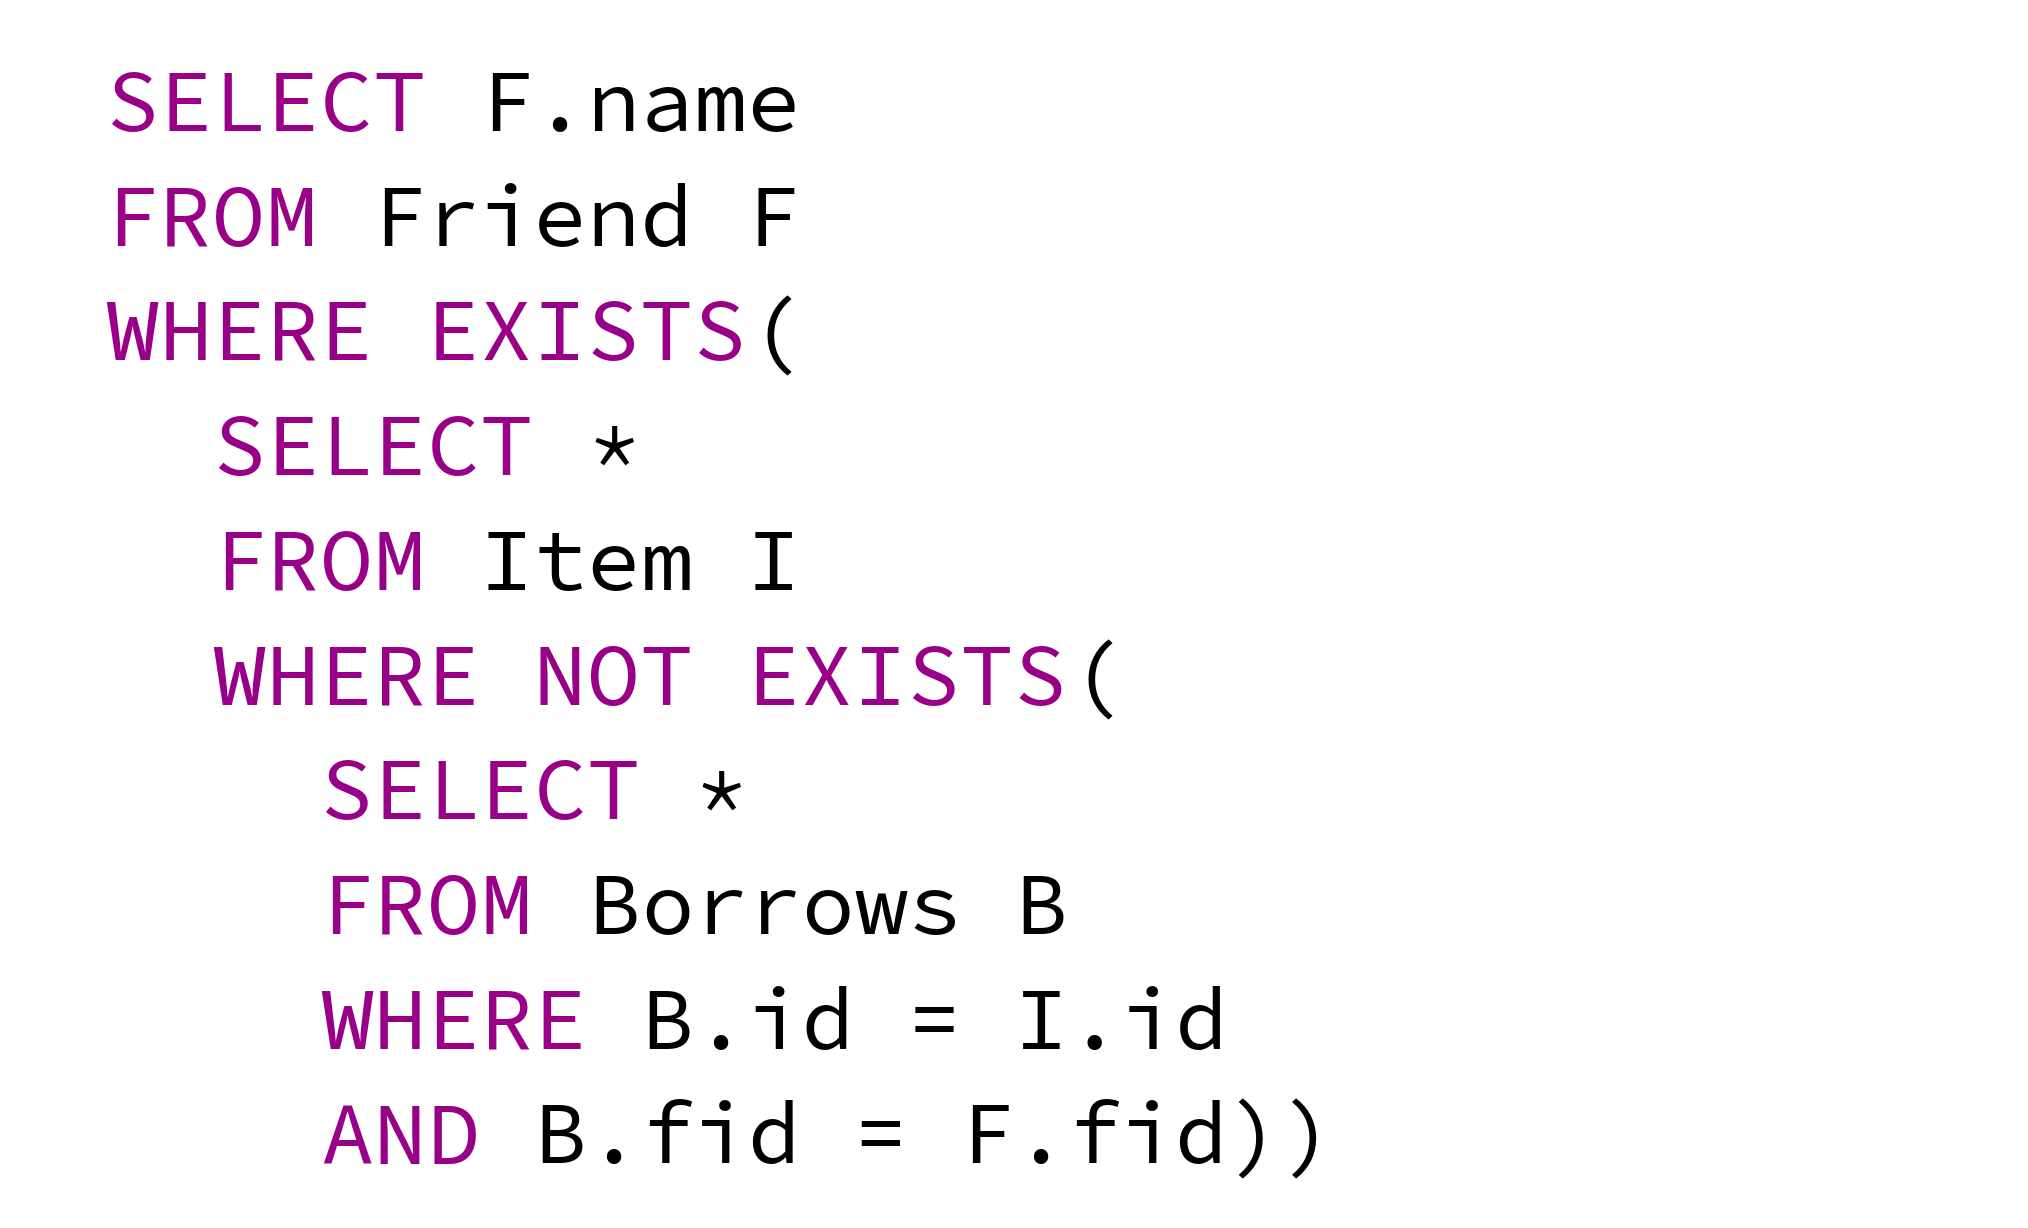 SELECT F.name
FROM Friend F
WHERE EXISTS(
SELECT *
FROM Item I
WHERE NOT EXISTS(
SELECT *
FROM Borrows B
WHERE B.id = I.id
AND B.fid = F.fid))